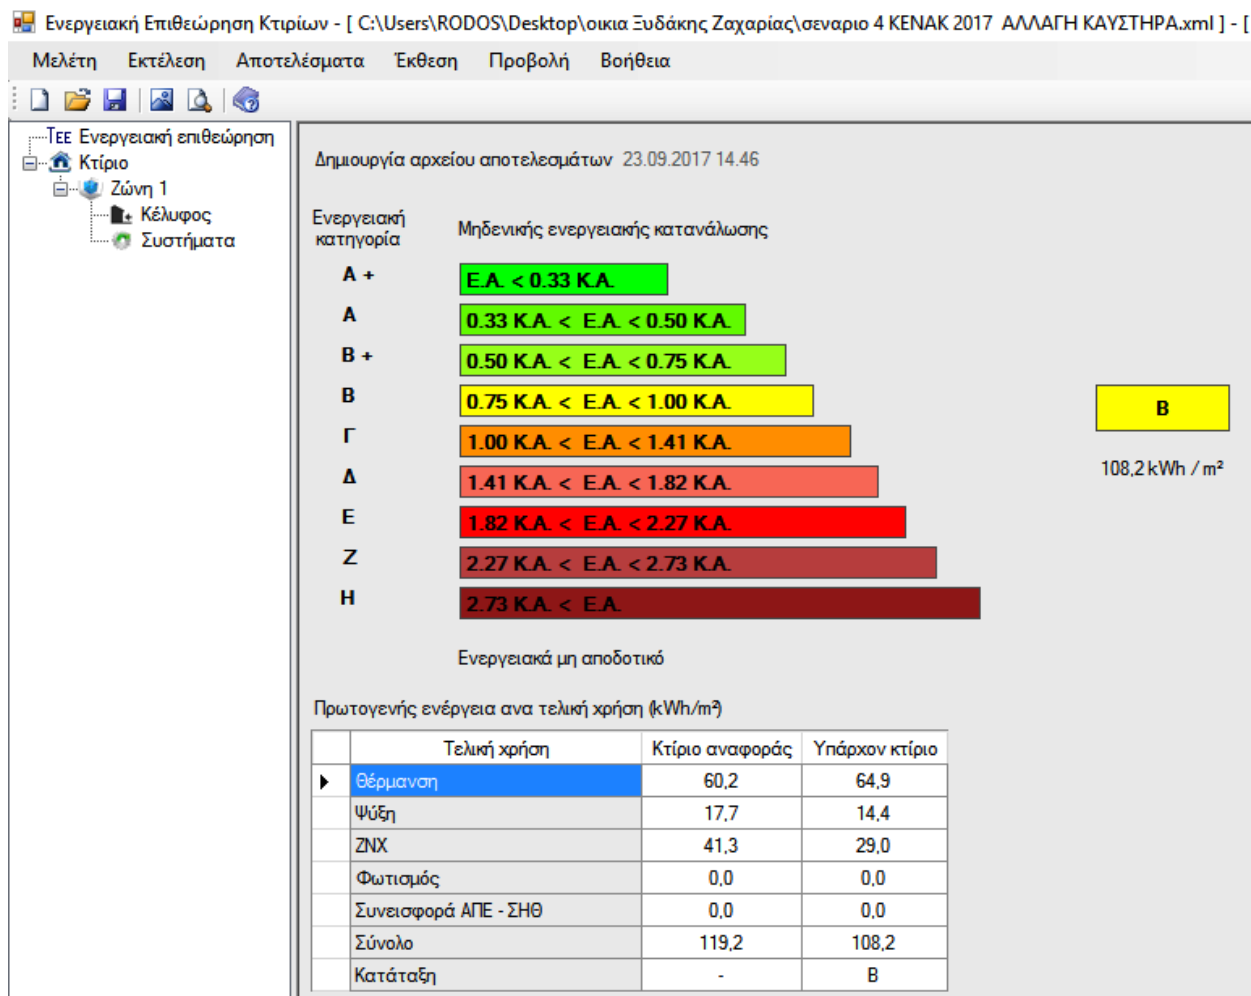 Ενεργειακή Επιθεώρηση Κτιρίων - [ C:\Users\RODOS\Desktop\οικια Ξυδάκης Ζαχαρίας\σεναριο 4 ΚΕΝΑΚ 2017 ΑΛΛΑΓΗ ΚΑΥΣΤΗΡΑ.xml ] - [
Μελέτη Εκτέλεση Αποτελέσματα Έκθεση Προβολή Βοήθεια
ΤΕΕ Ενεργειακή επιθεώρηση
Κτίριο
Ζώνη 1
Κέλυφος
Συστήματα
Δημιουργία αρχείου αποτελεσμάτων 23.09.2017 14.46
Ενεργειακή κατηγορία
Μηδενικής ενεργειακής κατανάλωσης
Α + Ε.Α. < 0.33 Κ.Α.
Α 0.33 Κ.Α. < Ε.Α. < 0.50 Κ.Α.
Β + 0.50 Κ.Α. < Ε.Α. < 0.75 Κ.Α.
Β 0.75 Κ.Α. < Ε.Α. < 1.00 Κ.Α. Β
Γ 1.00 Κ.Α. < Ε.Α. < 1.41 Κ.Α.
Δ 1.41 Κ.Α. < Ε.Α. < 1.82 Κ.Α. 108,2 kWh / m²
Ε 1.82 Κ.Α. < Ε.Α. < 2.27 Κ.Α.
Ζ 2.27 Κ.Α. < Ε.Α. < 2.73 Κ.Α.
Η 2.73 Κ.Α. < Ε.Α.
Ενεργειακά μη αποδοτικό
Πρωτογενής ενέργεια ανα τελική χρήση (kWh/m²)
Τελική χρήση Κτίριο αναφοράς Υπάρχον κτίριο
Θέρμανση 60,2 64,9
Ψύξη 17,7 14,4
ΖΝΧ 41,3 29,0
Φωτισμός 0,0 0,0
Συνεισφορά ΑΠΕ - ΣΗΘ 0,0 0,0
Σύνολο 119,2 108,2
Κατάταξη - Β